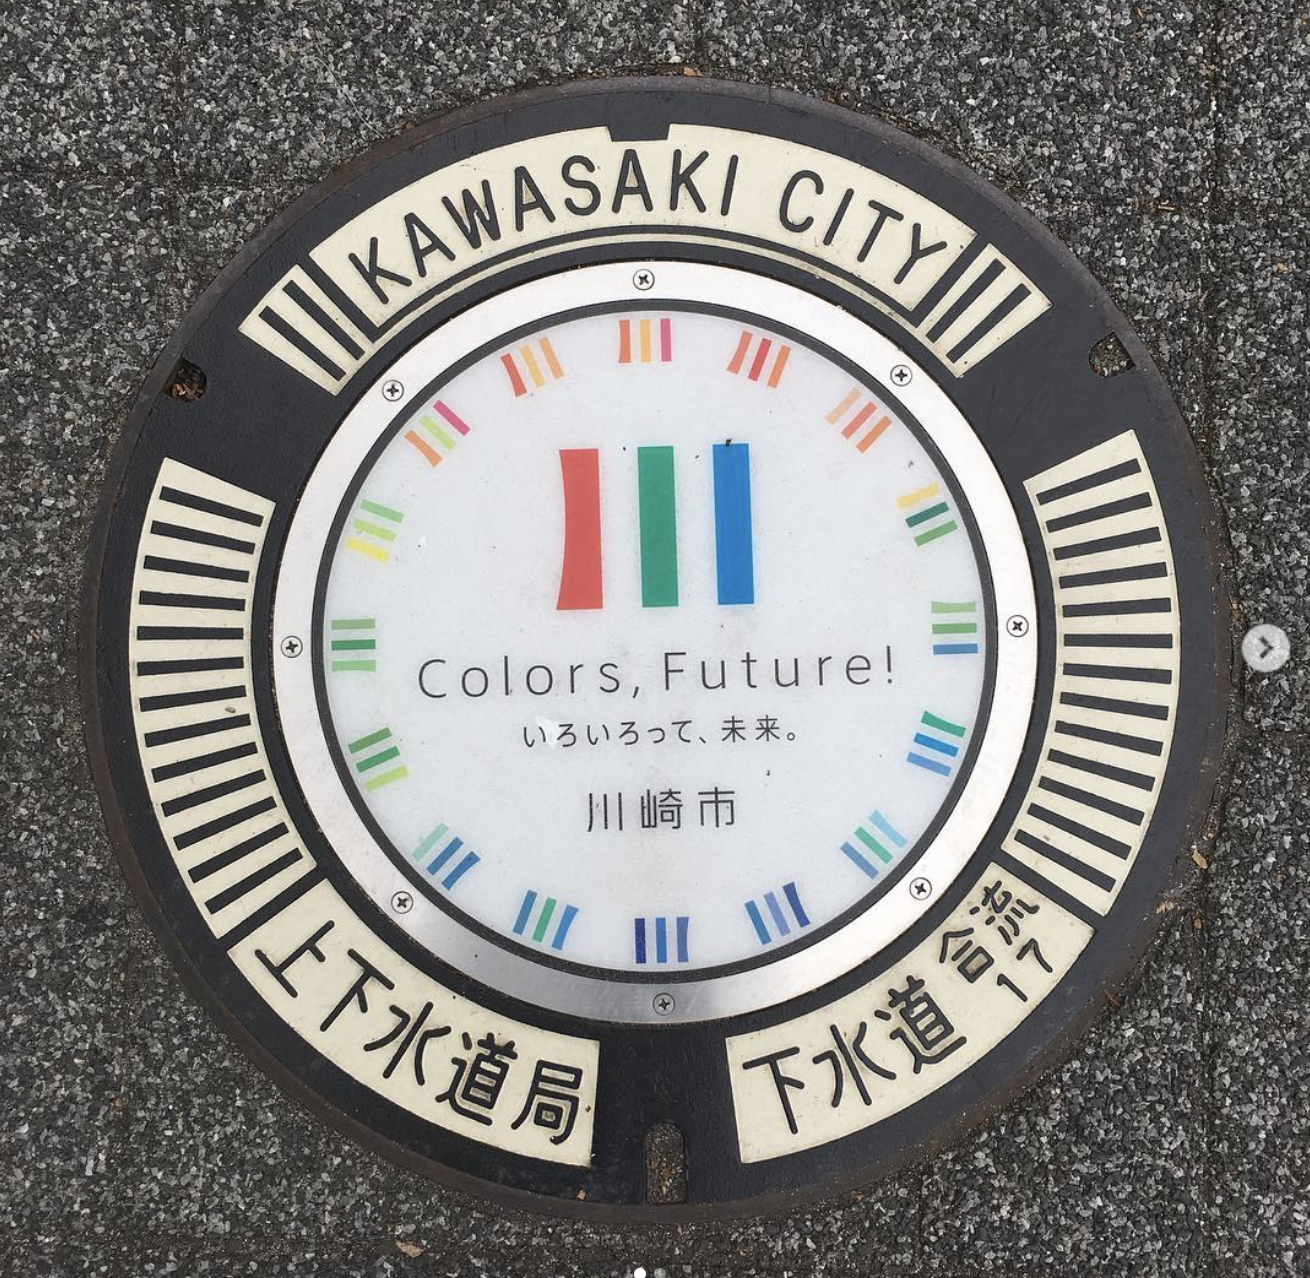 KAWASAKI CITY
Colors, Future!
いろいろって、未来。
川崎市
上下水道局
下水道 合流
17